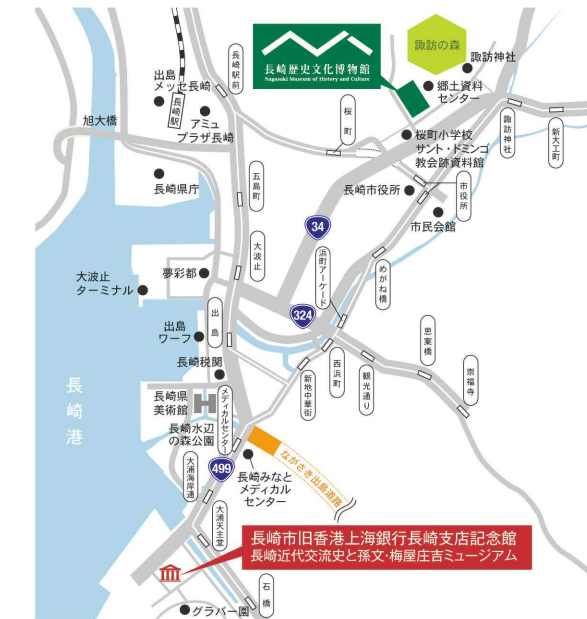 諏訪の森
諏訪神社
長崎歴史文化博物館
Nagasaki Museum of History and Culture
郷土資料
センター
長崎駅前
出島
メッセ長崎
長崎駅
アミュ
プラザ長崎
旭大橋
桜町
桜町小学校
サント・ドミンゴ
教会跡資料館
諏訪神社
新大工町
長崎県庁
五島町
長崎市役所
市役所
市民会館
34
大波止
浜町アーケード
めがね橋
夢彩都
大波止
ターミナル
324
出島
出島
ワーフ
思案橋
西浜町
観光通り
崇福寺
新地中華街
長崎税関
長崎港
長崎県
美術館
メディカルセンター
長崎水辺
の森公園
499
長崎みなと
メディカル
センター
ながさき出島道路
大浦海岸通
大浦天主堂
長崎市旧香港上海銀行長崎支店記念館
長崎近代交流史と孫文・梅屋庄吉ミュージアム
石橋
グラバー園